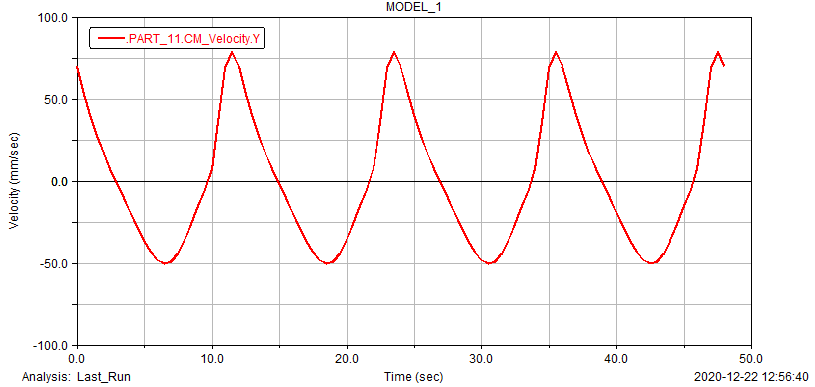 MODEL_1
100.0
.PART_11.CM_Velocity.Y
50.0
0.0
-50.0
-100.0
Velocity (mm/sec)
0.0 10.0 20.0 30.0 40.0 50.0
Analysis: Last_Run Time (sec) 2020-12-22 12:56:40